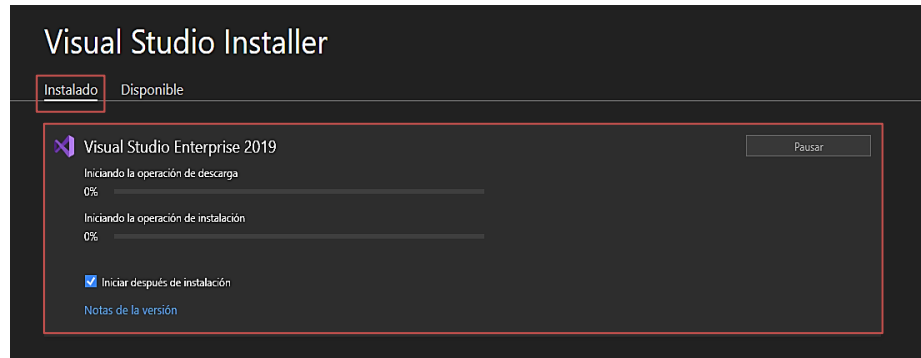 Visual Studio Installer
Instalado Disponible
Visual Studio Enterprise 2019 Pausar
Iniciando la operación de descarga
0%
Iniciando la operación de instalación
0%
Iniciar después de instalación
Notas de la versión